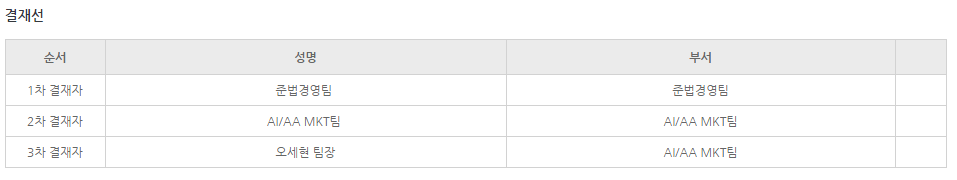 결재선
순서 성명 부서
1차 결재자 준법경영팀 준법경영팀
2차 결재자 AI/AA MKT팀 AI/AA MKT팀
3차 결재자 오세현 팀장 AI/AA MKT팀